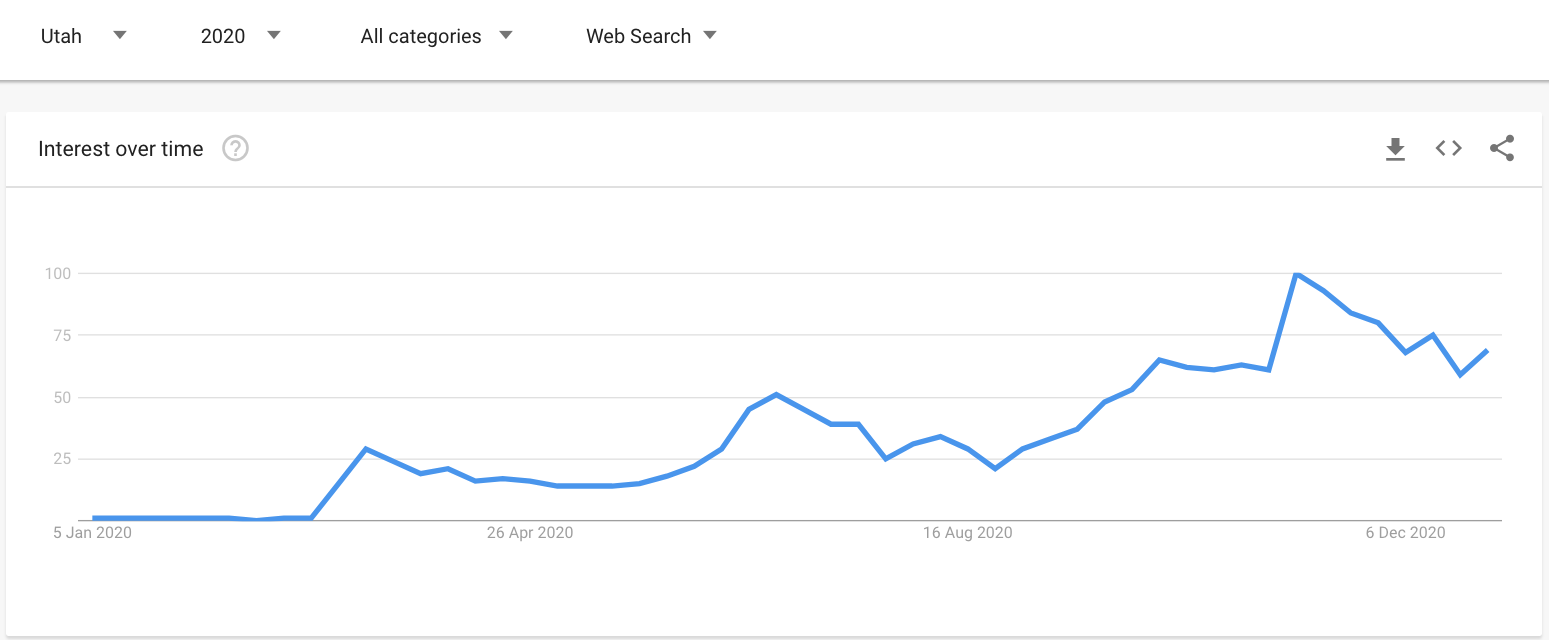 Utah 2020 All categories Web Search
Interest over time ?
100
75
50
25
5 Jan 2020 26 Apr 2020 16 Aug 2020 6 Dec 2020